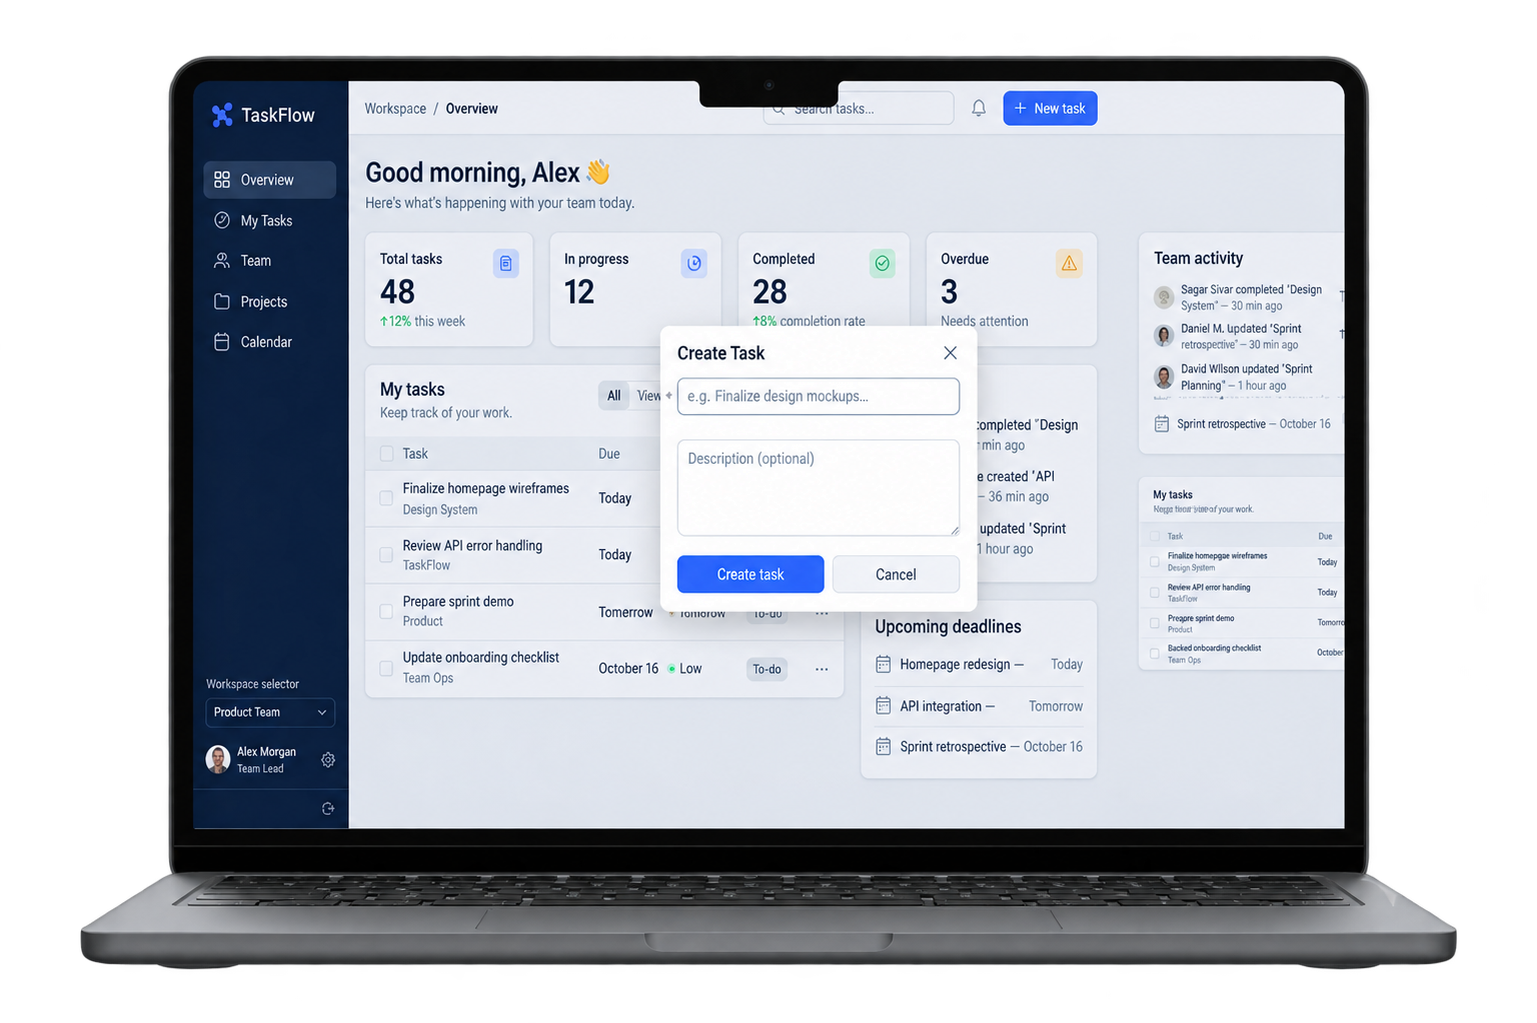 TaskFlow
Workspace / Overview
Search tasks...
+ New task
Overview
My Tasks
Team
Projects
Calendar
Workspace selector
Product Team
Alex Morgan
Team Lead
Good morning, Alex 👋
Here's what's happening with your team today.
Total tasks
48
↑12% this week
In progress
12
Completed
28
↑8% completion rate
Overdue
3
Needs attention
My tasks
Keep track of your work.
All
View
Task
Due
Finalize homepage wireframes
Design System
Today
Review API error handling
TaskFlow
Today
Prepare sprint demo
Product
Tomorrow
Tomorrow
To-do
Update onboarding checklist
Team Ops
October 16
Low
To-do
Create Task
e.g. Finalize design mockups...
Description (optional)
Create task
Cancel
completed "Design
min ago
e created 'API
– 36 min ago
updated 'Sprint
1 hour ago
Upcoming deadlines
Homepage redesign — Today
API integration — Tomorrow
Sprint retrospective — October 16
Team activity
Sagar Sivar completed 'Design
System" — 30 min ago
Daniel M. updated 'Sprint
retrospective" — 30 min ago
David WIlson updated 'Sprint
Planning" — 1 hour ago
Sprint retrospective — October 16
My tasks
of your work.
Task
Due
Finalize homepgae wireframes
Design System
Today
Review API error handling
Taskflow
Today
Preapre sprint demo
Product
Tomorro
Backed onboarding checklist
Team Ops
October